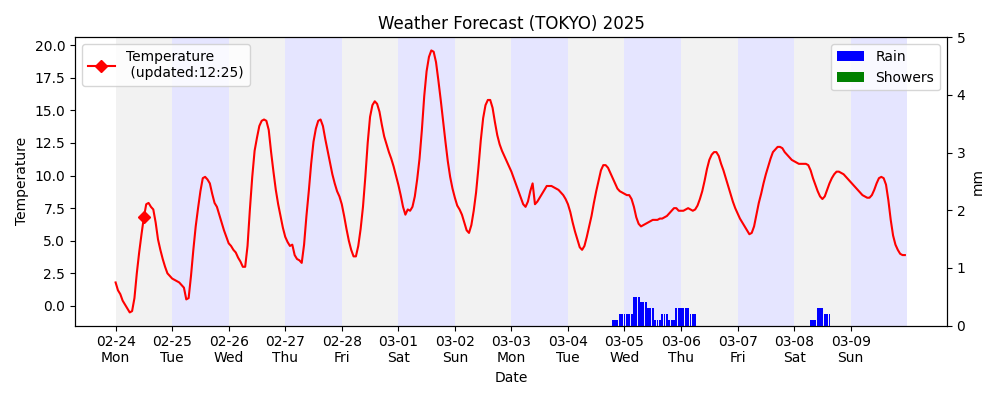 Weather Forecast (TOKYO) 2025
Temperature
(updated:12:25)
Rain
Showers
Temperature
20.0
17.5
15.0
12.5
10.0
7.5
5.0
2.5
0.0
5
4
3
2
1
0
mm
02-24 02-25 02-26 02-27 02-28 03-01 03-02 03-03 03-04 03-05 03-06 03-07 03-08 03-09
Mon Tue Wed Thu Fri Sat Sun Mon Tue Wed Thu Fri Sat Sun
Date